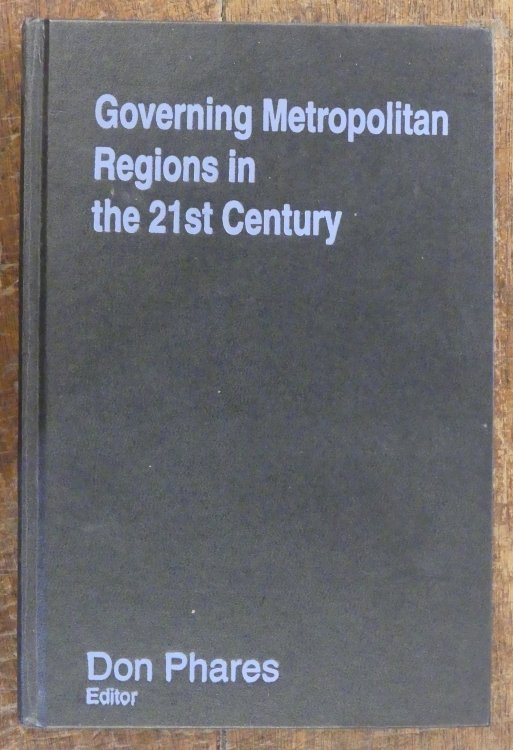 Governing Metropolitan
Regions in
the 21st Century
Don Phares
Editor